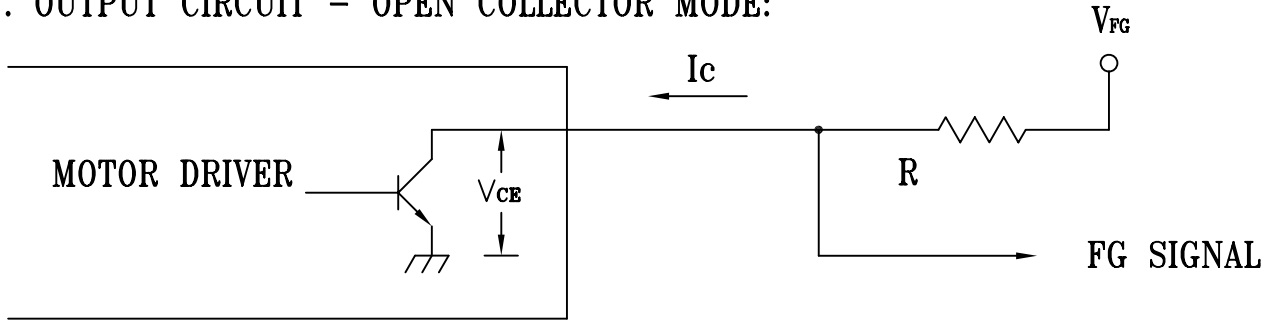 . OUTPUT CIRCUIT - OPEN COLLECTOR MODE:
VFG
Ic
MOTOR DRIVER
VCE
R
FG SIGNAL